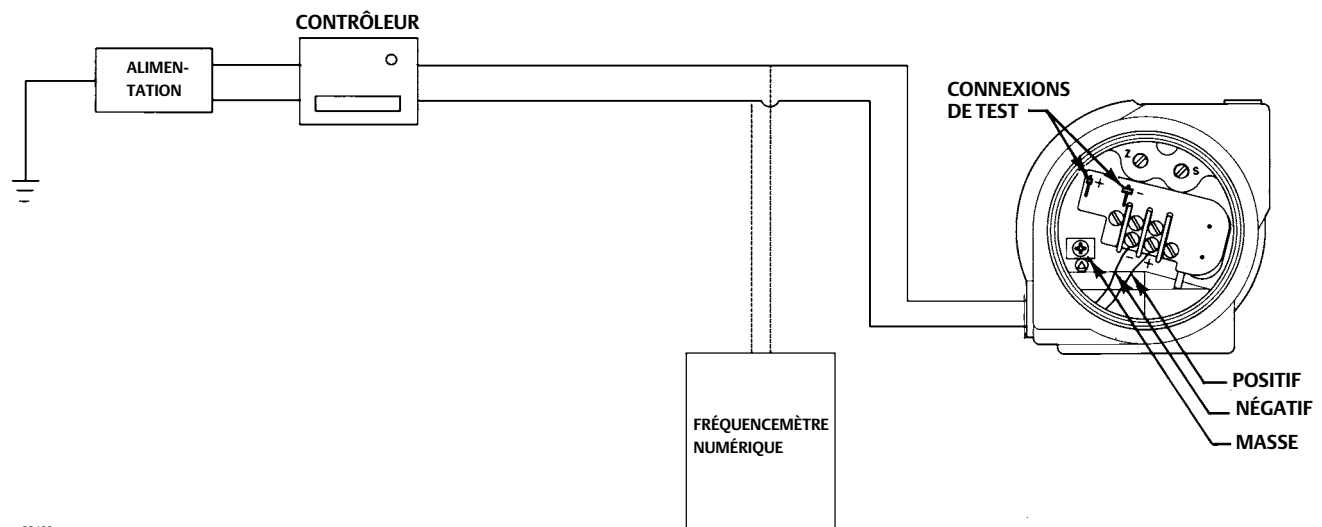 CONTRÔLEUR
ALIMEN-
TATION
CONNEXIONS
DE TEST
Z
S
+
-
- +
POSITIF
NÉGATIF
MASSE
FRÉQUENCEMÈTRE
NUMÉRIQUE